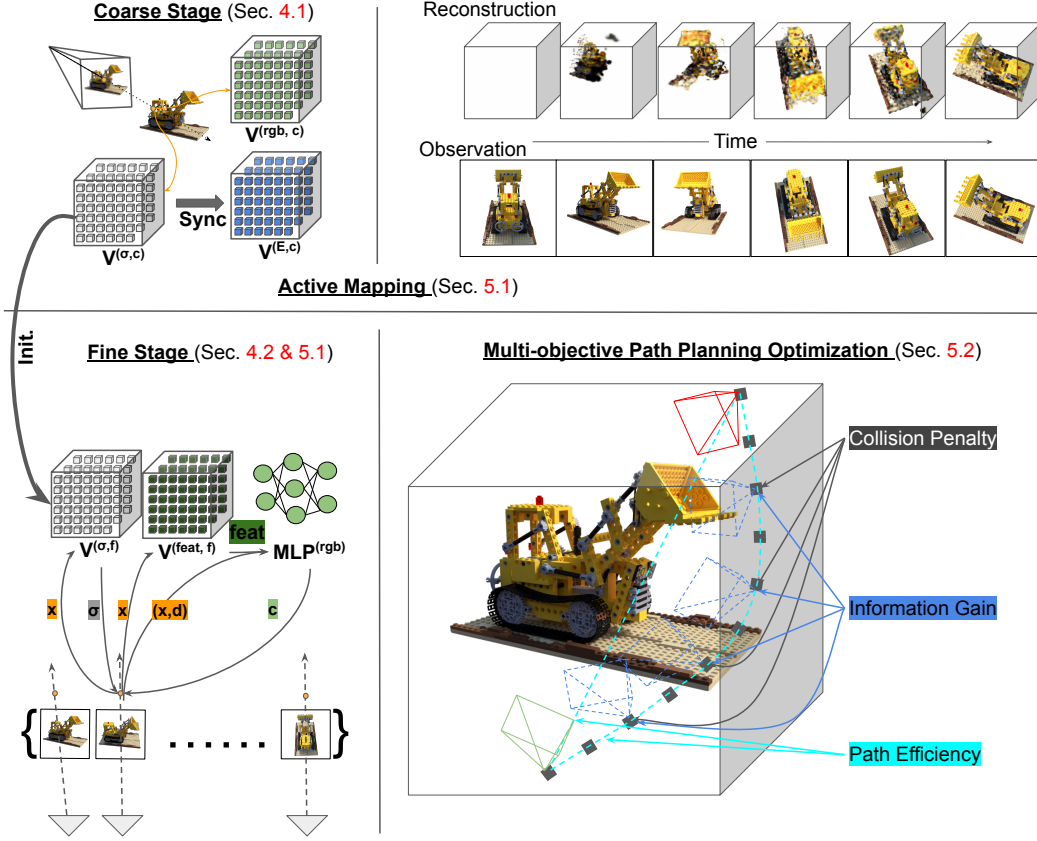 Coarse Stage (Sec. 4.1)
V(rgb, c)
V(σ,c)
Sync
V(E,c)
Reconstruction
Observation
Time
Active Mapping (Sec. 5.1)
Init.
Fine Stage (Sec. 4.2 & 5.1)
V(σ,f)
V(feat, f)
feat
MLP(rgb)
x
σ
x
(x,d)
c
{
. . . . . .
}
Multi-objective Path Planning Optimization (Sec. 5.2)
Collision Penalty
Information Gain
Path Efficiency